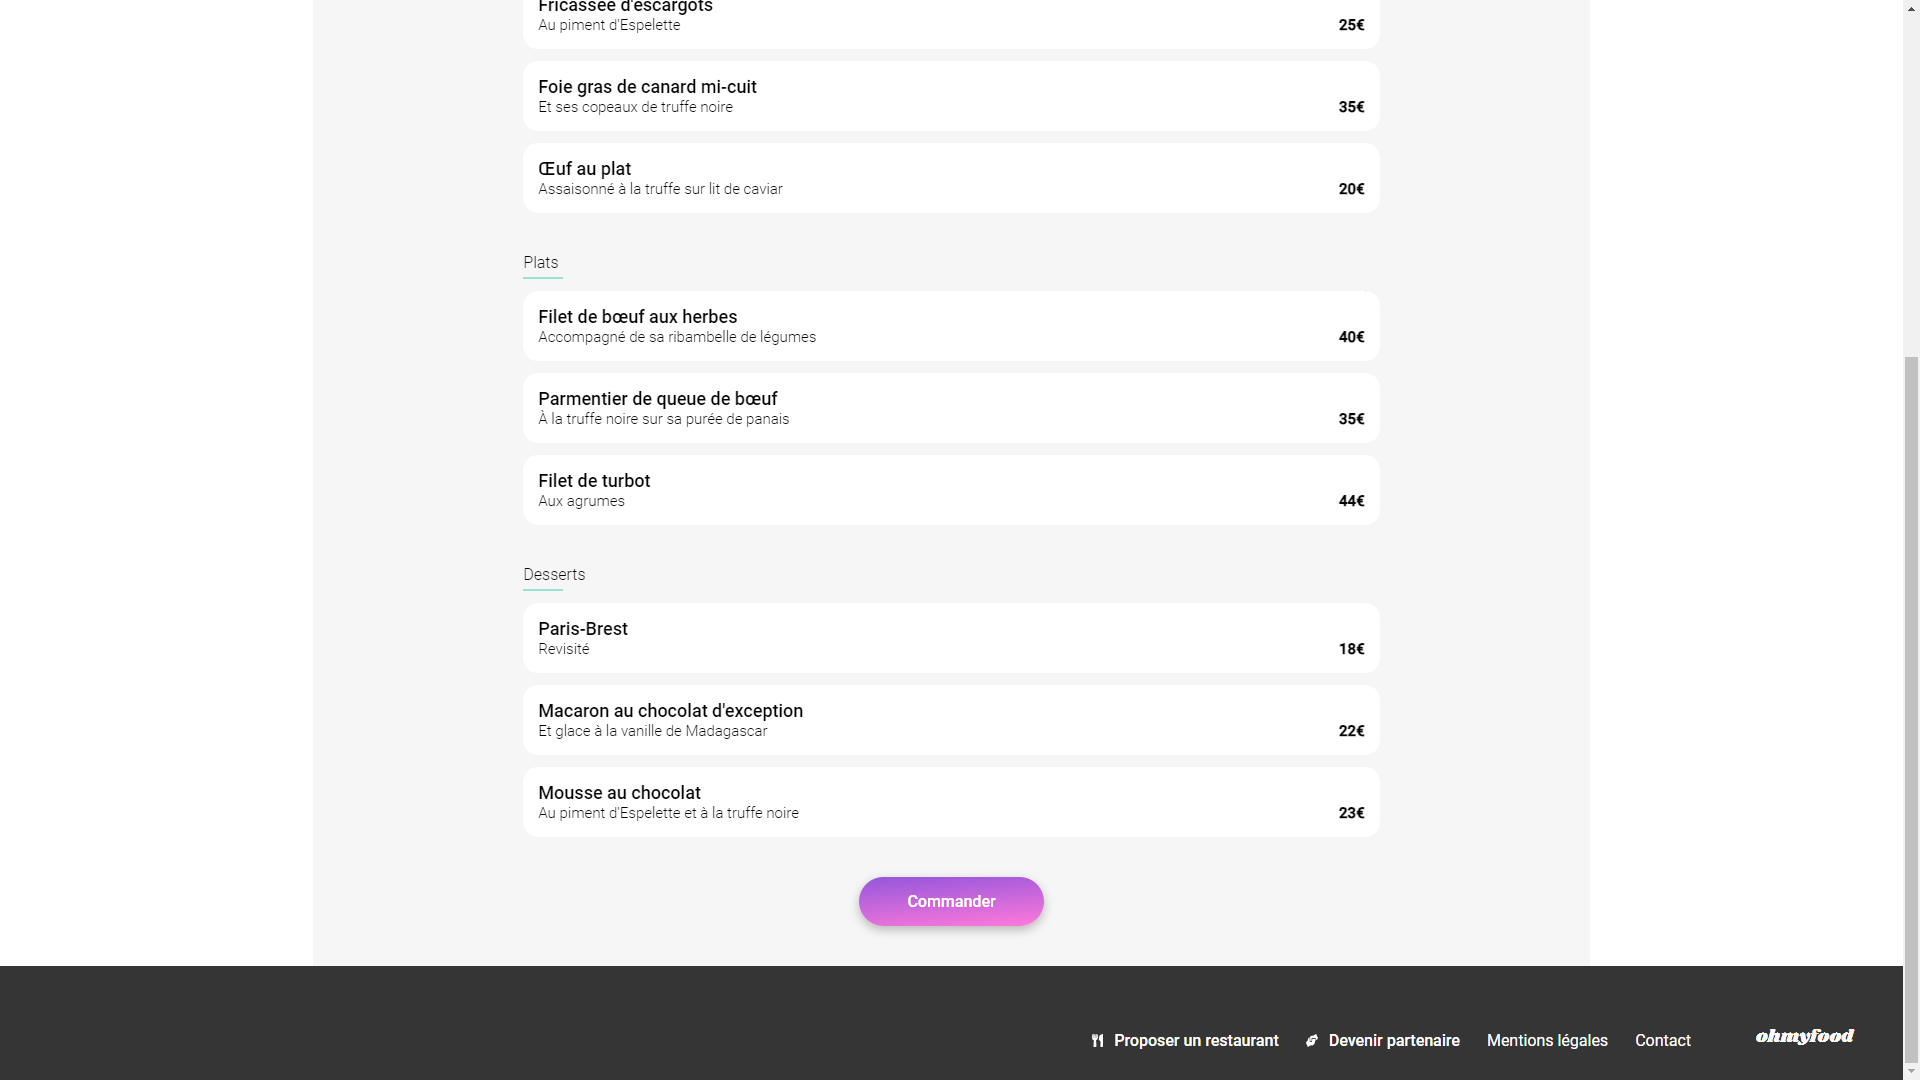 Fricassée d'escargots
Au piment d'Espelette 25€
Foie gras de canard mi-cuit
Et ses copeaux de truffe noire 35€
Œuf au plat
Assaisonné à la truffe sur lit de caviar 20€
Plats
Filet de bœuf aux herbes
Accompagné de sa ribambelle de légumes 40€
Parmentier de queue de bœuf
À la truffe noire sur sa purée de panais 35€
Filet de turbot
Aux agrumes 44€
Desserts
Paris-Brest
Revisité 18€
Macaron au chocolat d'exception
Et glace à la vanille de Madagascar 22€
Mousse au chocolat
Au piment d'Espelette et à la truffe noire 23€
Commander
Proposer un restaurant Devenir partenaire Mentions légales Contact ohmyfood